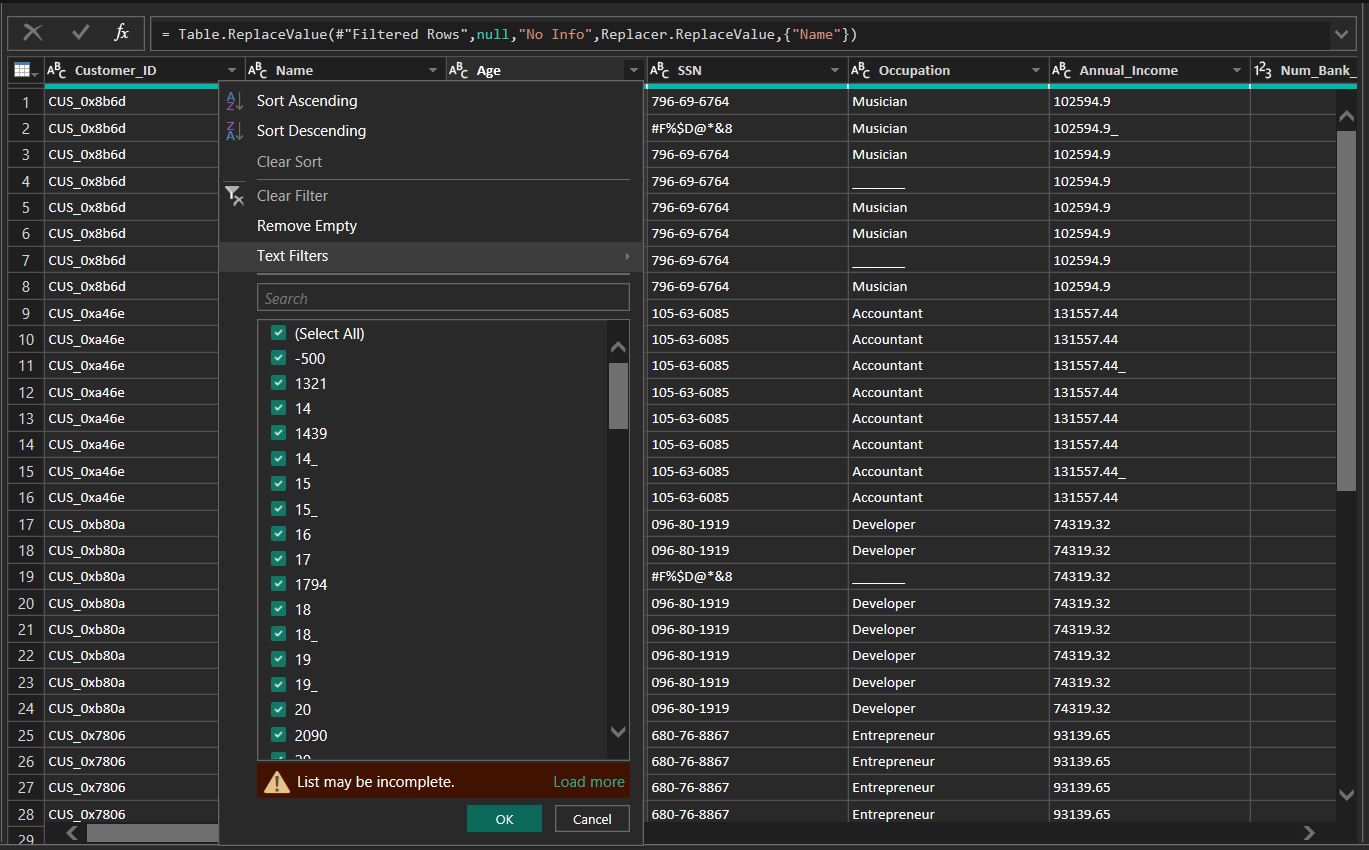 fx = Table.ReplaceValue(#"Filtered Rows",null,"No Info",Replacer.ReplaceValue,{"Name"})
ABC Customer_ID ABC Name ABC Age ABC SSN ABC Occupation ABC Annual_Income 123 Num_Bank_
1 CUS_0x8b6d 796-69-6764 Musician 102594.9
2 CUS_0x8b6d #F%$D@*&8 Musician 102594.9_
3 CUS_0x8b6d 796-69-6764 Musician 102594.9
4 CUS_0x8b6d 796-69-6764 _______ 102594.9
5 CUS_0x8b6d 796-69-6764 Musician 102594.9
6 CUS_0x8b6d 796-69-6764 Musician 102594.9
7 CUS_0x8b6d 796-69-6764 _______ 102594.9
8 CUS_0x8b6d 796-69-6764 Musician 102594.9
9 CUS_0xa46e 105-63-6085 Accountant 131557.44
10 CUS_0xa46e 105-63-6085 Accountant 131557.44
11 CUS_0xa46e 105-63-6085 Accountant 131557.44_
12 CUS_0xa46e 105-63-6085 Accountant 131557.44
13 CUS_0xa46e 105-63-6085 Accountant 131557.44
14 CUS_0xa46e 105-63-6085 Accountant 131557.44
15 CUS_0xa46e 105-63-6085 Accountant 131557.44_
16 CUS_0xa46e 105-63-6085 Accountant 131557.44
17 CUS_0xb80a 096-80-1919 Developer 74319.32
18 CUS_0xb80a 096-80-1919 Developer 74319.32
19 CUS_0xb80a #F%$D@*&8 _______ 74319.32
20 CUS_0xb80a 096-80-1919 Developer 74319.32
21 CUS_0xb80a 096-80-1919 Developer 74319.32
22 CUS_0xb80a 096-80-1919 Developer 74319.32
23 CUS_0xb80a 096-80-1919 Developer 74319.32
24 CUS_0xb80a 096-80-1919 Developer 74319.32
25 CUS_0x7806 680-76-8867 Entrepreneur 93139.65
26 CUS_0x7806 680-76-8867 Entrepreneur 93139.65
27 CUS_0x7806 680-76-8867 Entrepreneur 93139.65
28 CUS_0x7806 680-76-8867 Entrepreneur 93139.65
29
Sort Ascending
Sort Descending
Clear Sort
Clear Filter
Remove Empty
Text Filters
Search
(Select All)
-500
1321
14
1439
14_
15
15_
16
17
1794
18
18_
19
19_
20
2090
List may be incomplete. Load more
OK Cancel